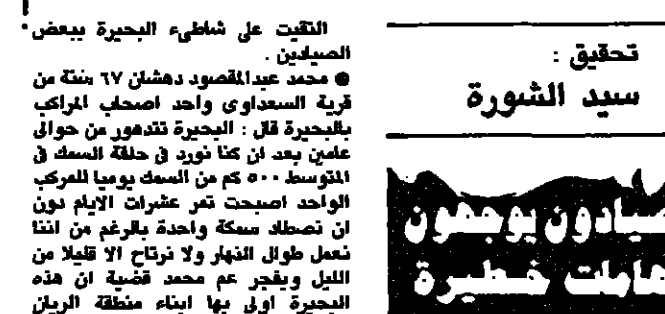 تحقيق :
سيد الشورة
صيادون يوجهون
خطيرة
التقيت على شاطىء البحيرة ببعض
الصيادين .
● محمد عبدالمقصود دهشان ٦٧ سنة من
قرية السعداوى واحد اصحاب المراكب
بالبحيرة قال : البحيرة تتدهور من حوالى
عامين بعد ان كنا نورد فى حلقة السمك فى
المتوسط ٥٠٠ كم من السمك يوميا للمركب
الواحد اصبحت تمر عشرات الايام دون
ان نصطاد سمكة واحدة بالرغم من اننا
نعمل طوال النهار ولا نرتاح الا قليلا من
الليل ويفجر عم محمد قضية ان هذه
البحيرة اولى بها ابناء منطقة الريان